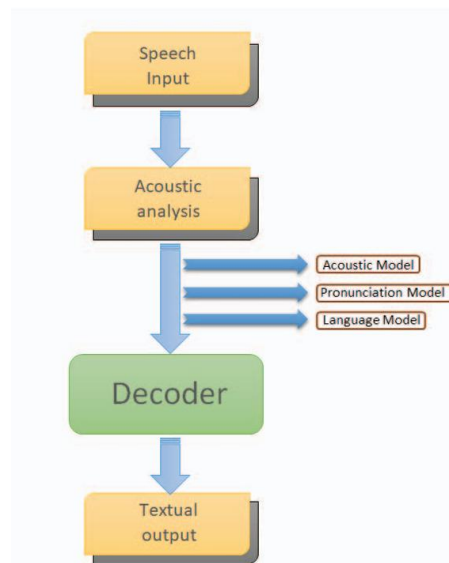 Speech
Input
Acoustic
analysis
Acoustic Model
Pronunciation Model
Language Model
Decoder
Textual
output